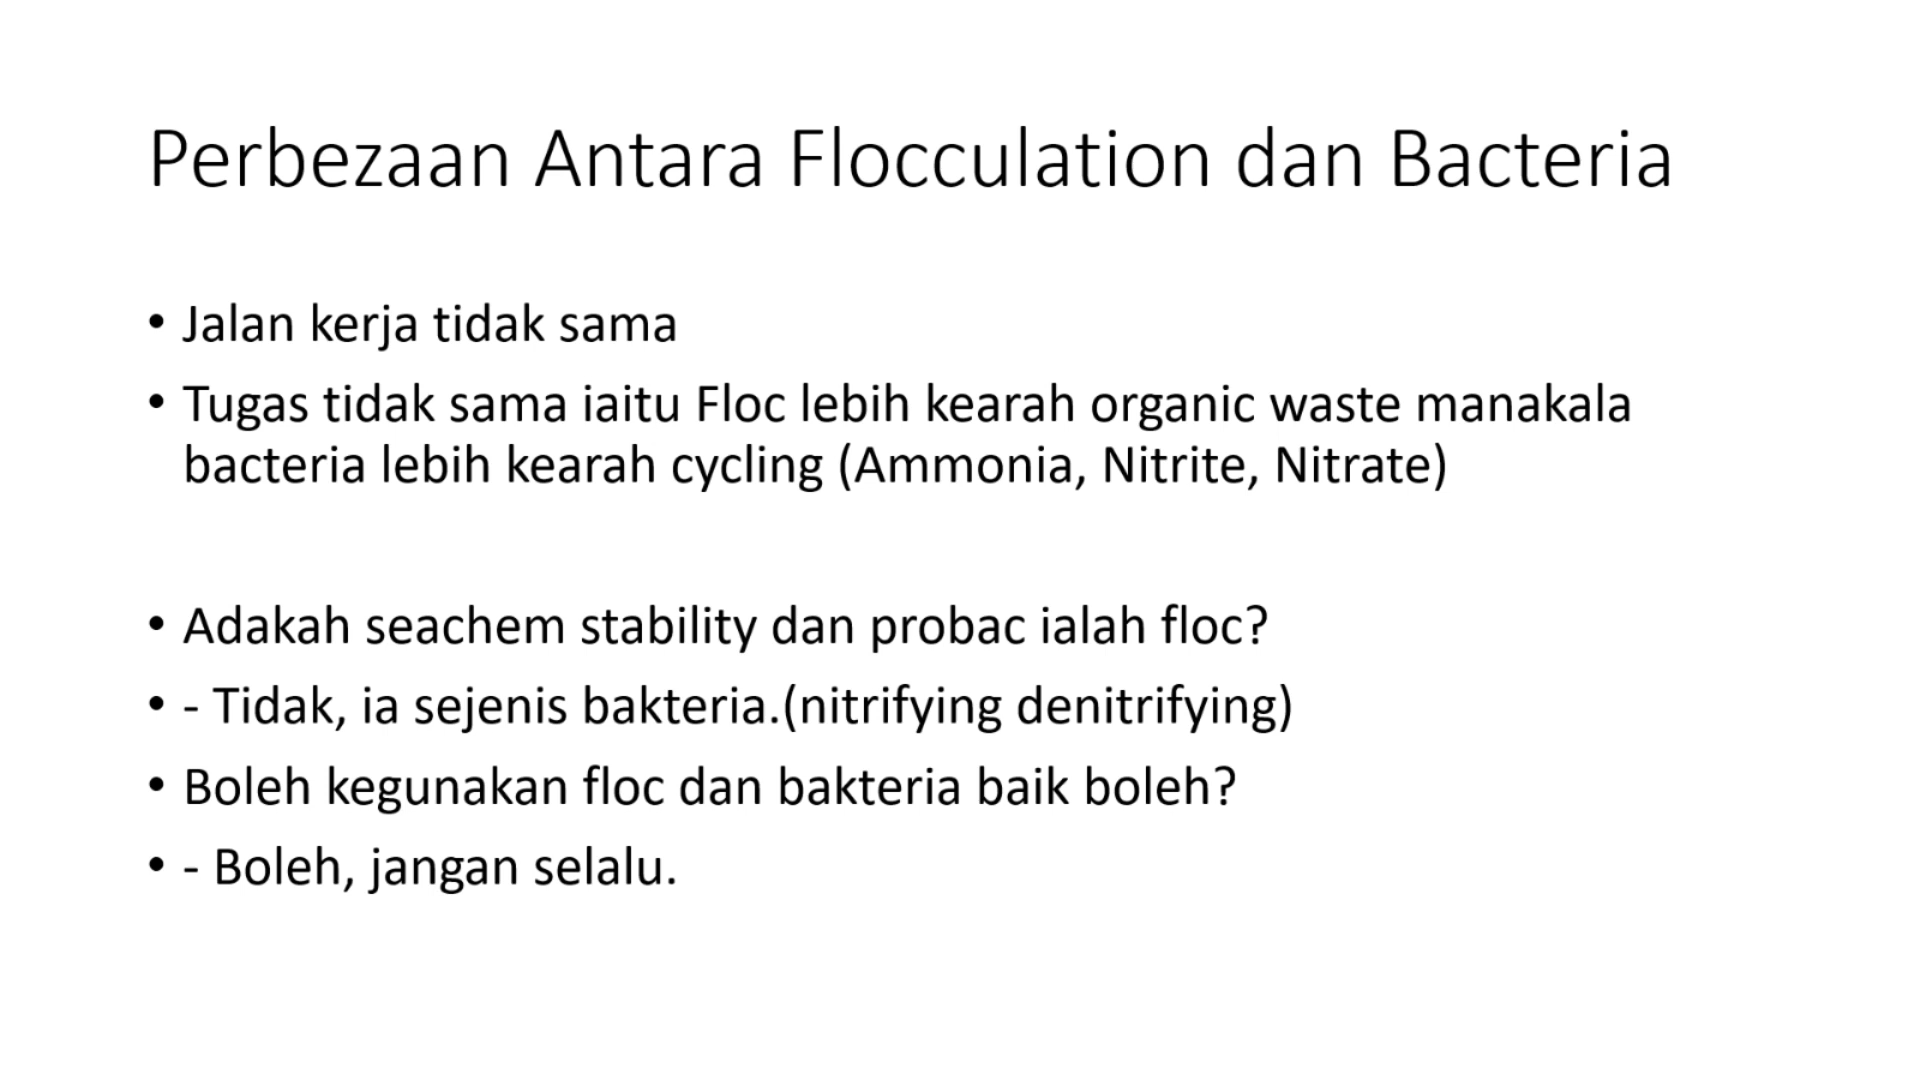 Perbezaan Antara Flocculation dan Bacteria
• Jalan kerja tidak sama
• Tugas tidak sama iaitu Floc lebih kearah organic waste manakala
bacteria lebih kearah cycling (Ammonia, Nitrite, Nitrate)
• Adakah seachem stability dan probac ialah floc?
• - Tidak, ia sejenis bakteria.(nitrifying denitrifying)
• Boleh kegunakan floc dan bakteria baik boleh?
• - Boleh, jangan selalu.